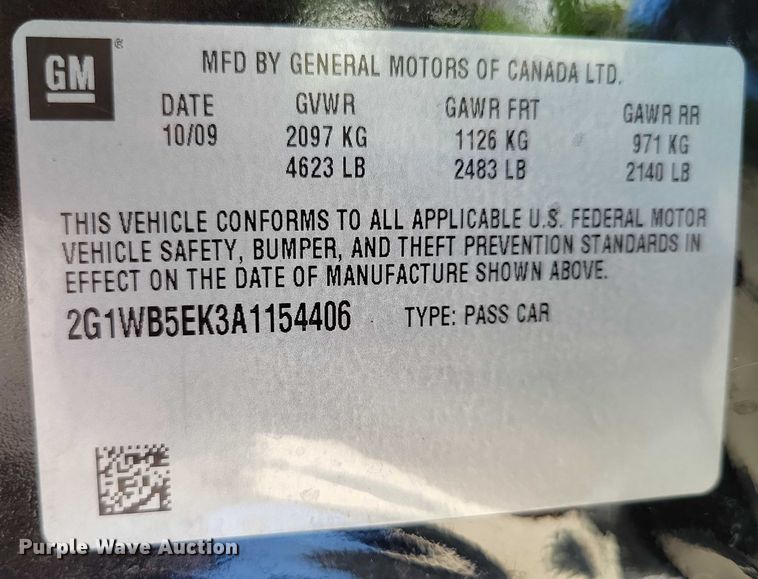 GM®
MFD BY GENERAL MOTORS OF CANADA LTD.
DATE GVWR GAWR FRT GAWR RR
10/09 2097 KG 1126 KG 971 KG
4623 LB 2483 LB 2140 LB
THIS VEHICLE CONFORMS TO ALL APPLICABLE U.S. FEDERAL MOTOR
VEHICLE SAFETY, BUMPER, AND THEFT PREVENTION STANDARDS IN
EFFECT ON THE DATE OF MANUFACTURE SHOWN ABOVE.
2G1WB5EK3A1154406 TYPE: PASS CAR
Purple Wave Auction